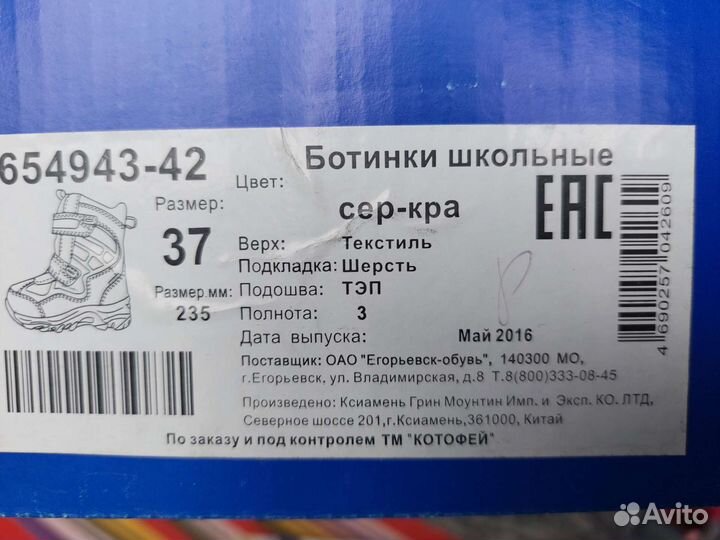 654943-42
Ботинки школьные
Цвет:
сер-кра
Размер:
37
Верх: Текстиль
Подкладка: Шерсть
Размер.мм:
235
Подошва: ТЭП
Полнота: 3
Дата выпуска: Май 2016
Поставщик: ОАО "Егорьевск-обувь", 140300 МО,
г.Егорьевск, ул. Владимирская, д.8 Т.8(800)333-08-45
Произведено: Ксиамень Грин Моунтин Имп. и Эксп. КО. ЛТД,
Северное шоссе 201,г.Ксиамень,361000, Китай
По заказу и под контролем ТМ "КОТОФЕЙ"
EAC
4 690257 042609
Avito